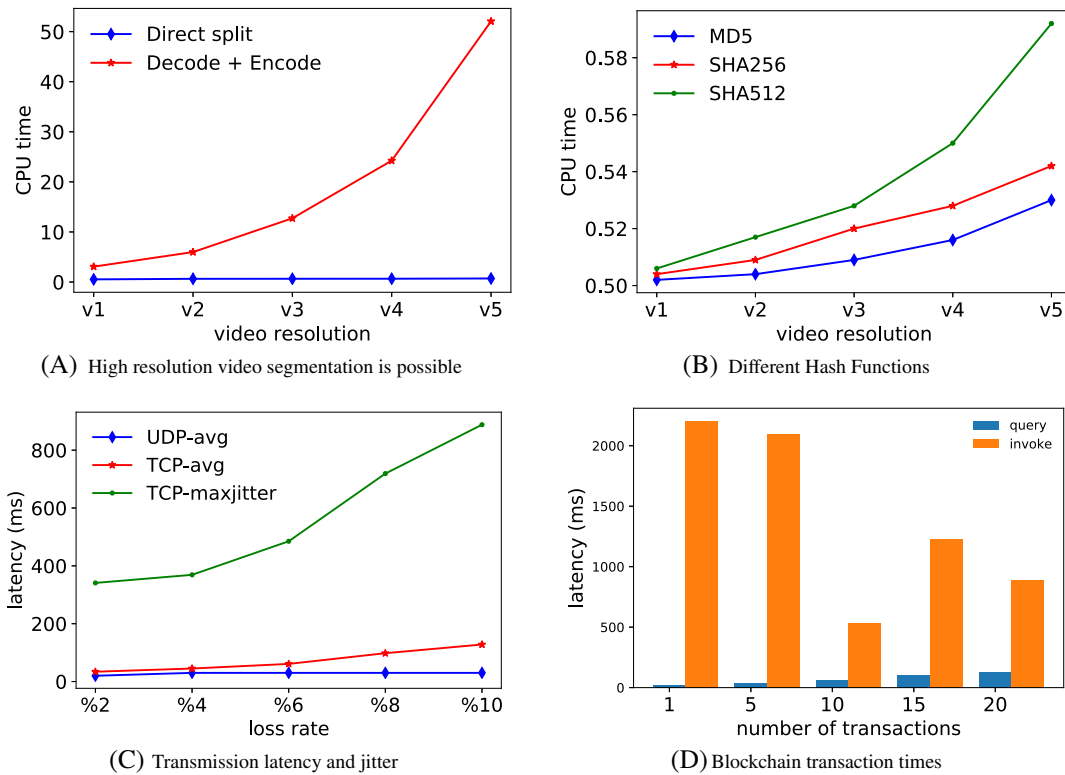 50
40
30
20
10
0
CPU time
Direct split
Decode + Encode
v1 v2 v3 v4 v5
video resolution
(A) High resolution video segmentation is possible
0.58
0.56
0.54
0.52
0.50
CPU time
MD5
SHA256
SHA512
v1 v2 v3 v4 v5
video resolution
(B) Different Hash Functions
800
600
400
200
0
latency (ms)
UDP-avg
TCP-avg
TCP-maxjitter
%2 %4 %6 %8 %10
loss rate
(C) Transmission latency and jitter
2000
1500
1000
500
0
latency (ms)
query
invoke
1 5 10 15 20
number of transactions
(D) Blockchain transaction times